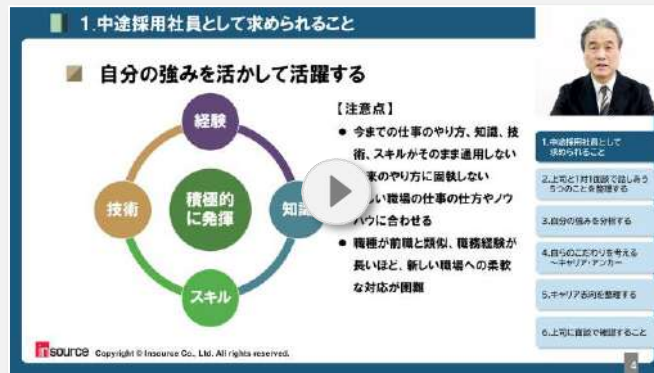 1.中途採用社員として求められること
自分の強みを活かして活躍する
経験
技術
積極的
に発揮
知識
スキル
【注意点】
● 今までの仕事のやり方、知識、技
術、スキルがそのまま通用しない
来のやり方に固執しない
い職場の仕事の仕方やノウ
ハウに合わせる
● 職種が前職と類似、職務経験が
長いほど、新しい職場への柔軟
な対応が困難
1.中途採用社員として
求められること
2.上司と1対1面談で話しあう
5つのことを整理する
3.自分の強みを分析する
4.自らのこだわりを考える
～キャリア・アンカー
5.キャリア志向を整理する
6.上司に面談で確認すること
insource Copyright © Insource Co., Ltd. All rights reserved.
4